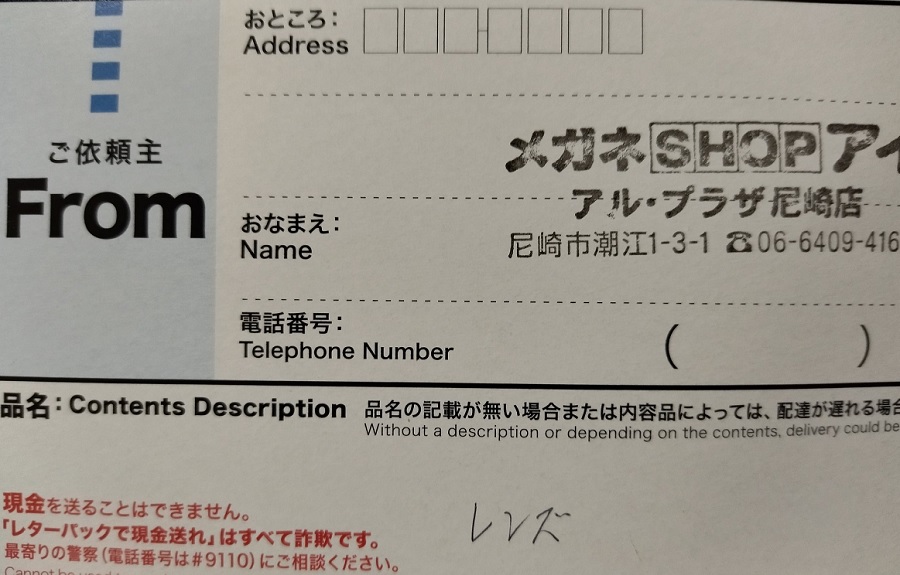 おところ:
Address
ご依頼主
From
メガネSHOPアイ
アル・プラザ尼崎店
尼崎市潮江1-3-1 ☎06-6409-416
おなまえ:
Name
電話番号:
Telephone Number
( )
品名:Contents Description
品名の記載が無い場合または内容品によっては、配達が遅れる場合
Without a description or depending on the contents, delivery could be
レンズ
現金を送ることはできません。
「レターパックで現金送れ」はすべて詐欺です。
最寄りの警察(電話番号は#9110)にご相談ください。